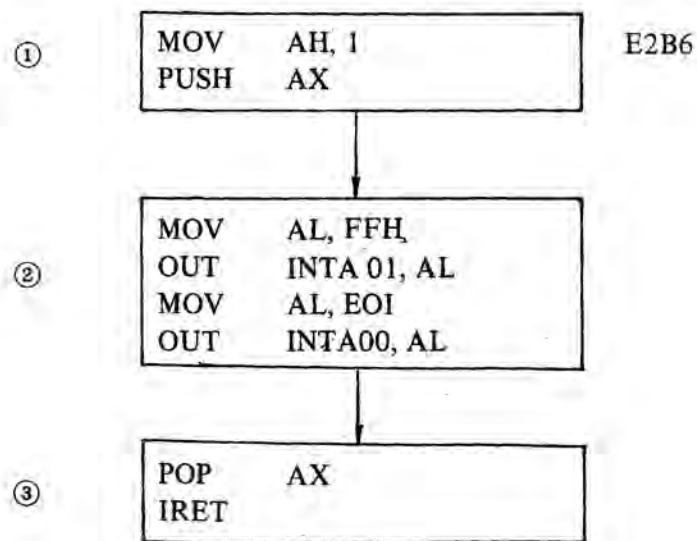 ① MOV AH, 1 E2B6
PUSH AX
MOV AL, FFH
② OUT INTA 01, AL
MOV AL, EOI
OUT INTA00, AL
POP AX
③ IRET